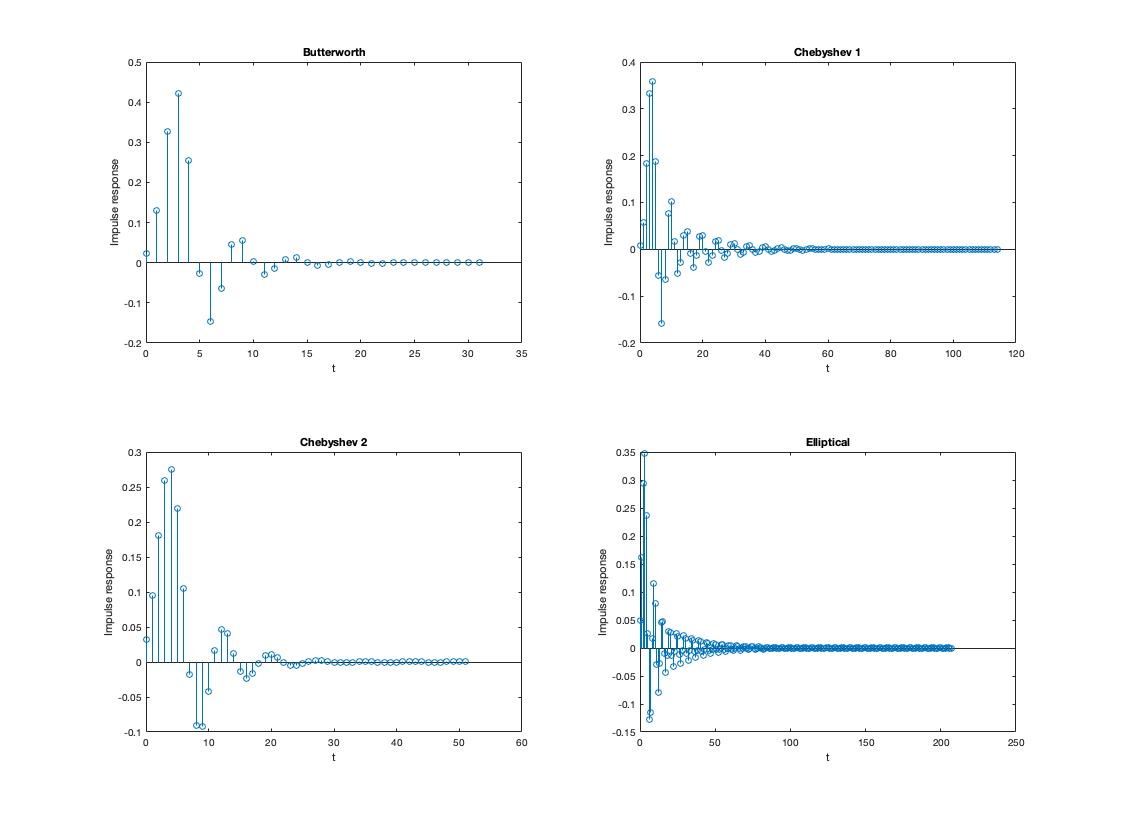 Butterworth
0.5
0.4
0.3
0.2
0.1
0
-0.1
-0.2
Impulse response
0 5 10 15 20 25 30 35
t
Chebyshev 1
0.4
0.3
0.2
0.1
0
-0.1
-0.2
Impulse response
0 20 40 60 80 100 120
t
Chebyshev 2
0.3
0.25
0.2
0.15
0.1
0.05
0
-0.05
-0.1
Impulse response
0 10 20 30 40 50 60
t
Elliptical
0.35
0.3
0.25
0.2
0.15
0.1
0.05
0
-0.05
-0.1
-0.15
Impulse response
0 50 100 150 200 250
t